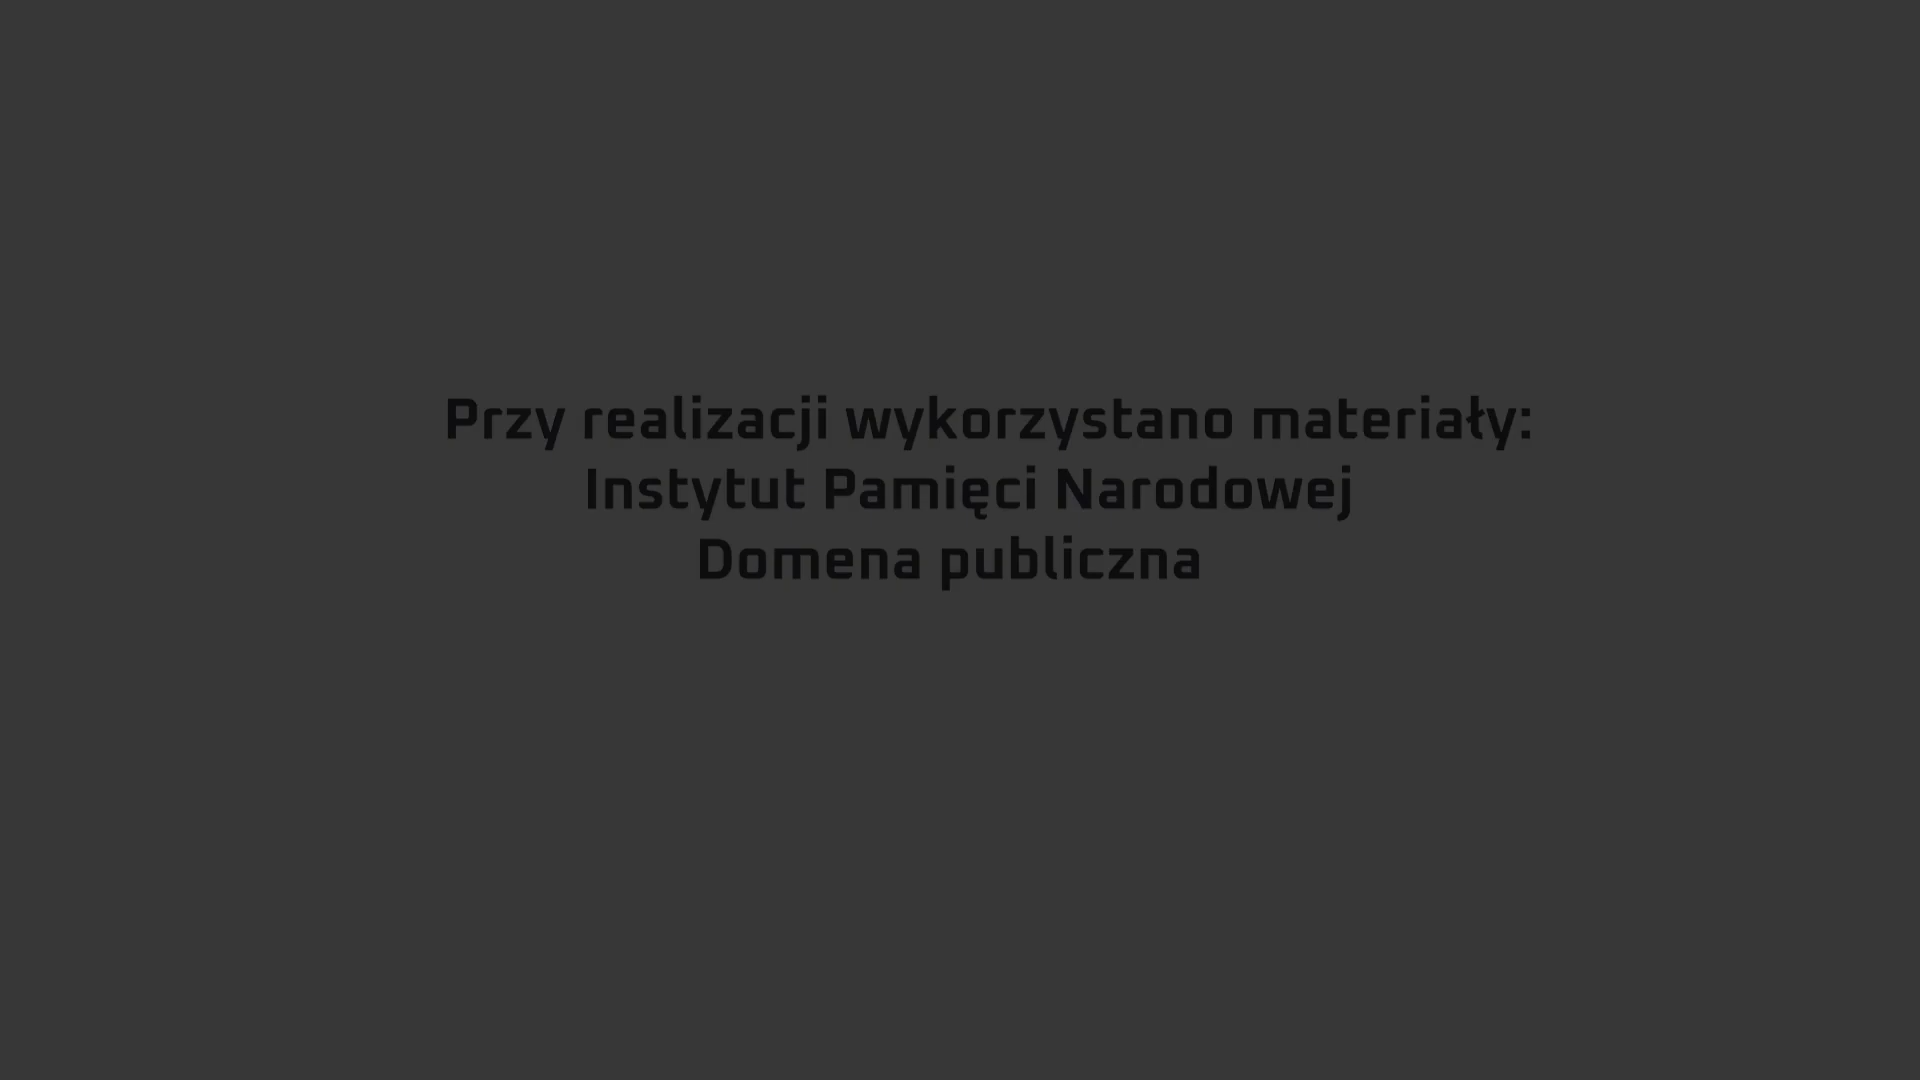 Przy realizacji wykorzystano materiały:
Instytut Pamięci Narodowej
Domena publiczna